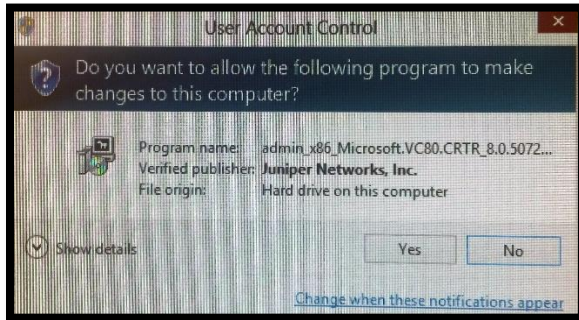 User Account Control
Do you want to allow the following program to make
changes to this computer?
Program name: admin_x86_Microsoft.VC80.CRTR_8.0.5072...
Verified publisher: Juniper Networks, Inc.
File origin: Hard drive on this computer
Show details
Yes No
Change when these notifications appear